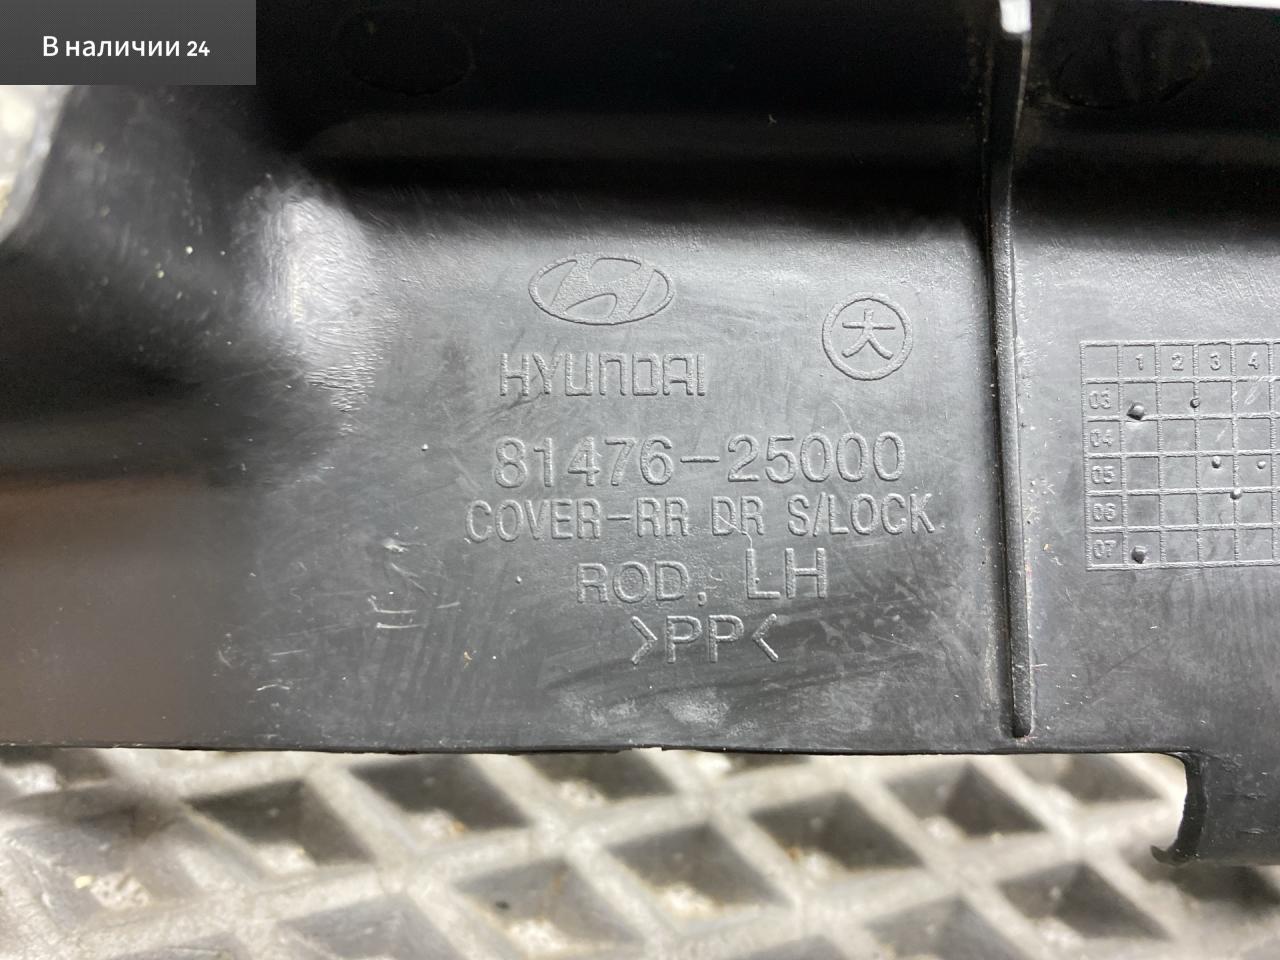 В наличии 24
HYUNDAI
大
81476-25000
COVER-RR DR S/LOCK
ROD, LH
>PP<
1 2 3 4
03
04
05
06
07